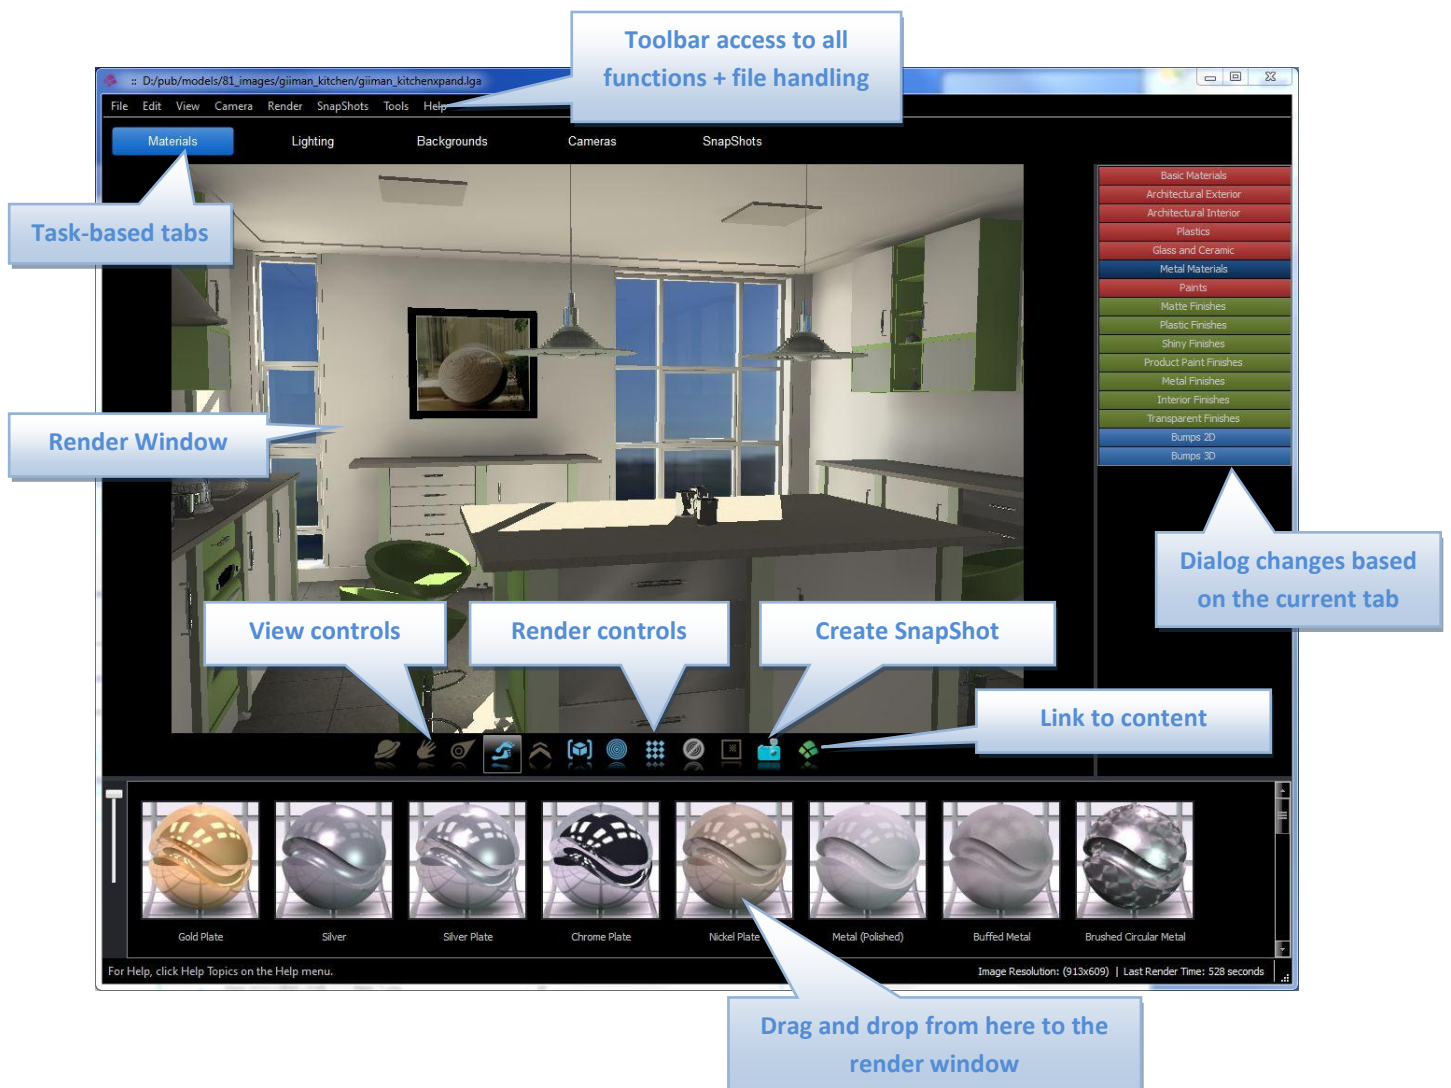 Toolbar access to all
functions + file handling
:: D:/pub/models/81_images/giiman_kitchen/giiman_kitchenxpand.lga
File Edit View Camera Render SnapShots Tools Help
Materials Lighting Backgrounds Cameras SnapShots
Task-based tabs
Basic Materials
Architectural Exterior
Architectural Interior
Plastics
Glass and Ceramic
Metal Materials
Paints
Matte Finishes
Plastic Finishes
Shiny Finishes
Product Paint Finishes
Metal Finishes
Interior Finishes
Transparent Finishes
Bumps 2D
Bumps 3D
Render Window
Dialog changes based
on the current tab
View controls
Render controls
Create SnapShot
Link to content
Gold Plate Silver Silver Plate Chrome Plate Nickel Plate Metal (Polished) Buffed Metal Brushed Circular Metal
For Help, click Help Topics on the Help menu.
Image Resolution: (913x609) | Last Render Time: 528 seconds
Drag and drop from here to the
render window